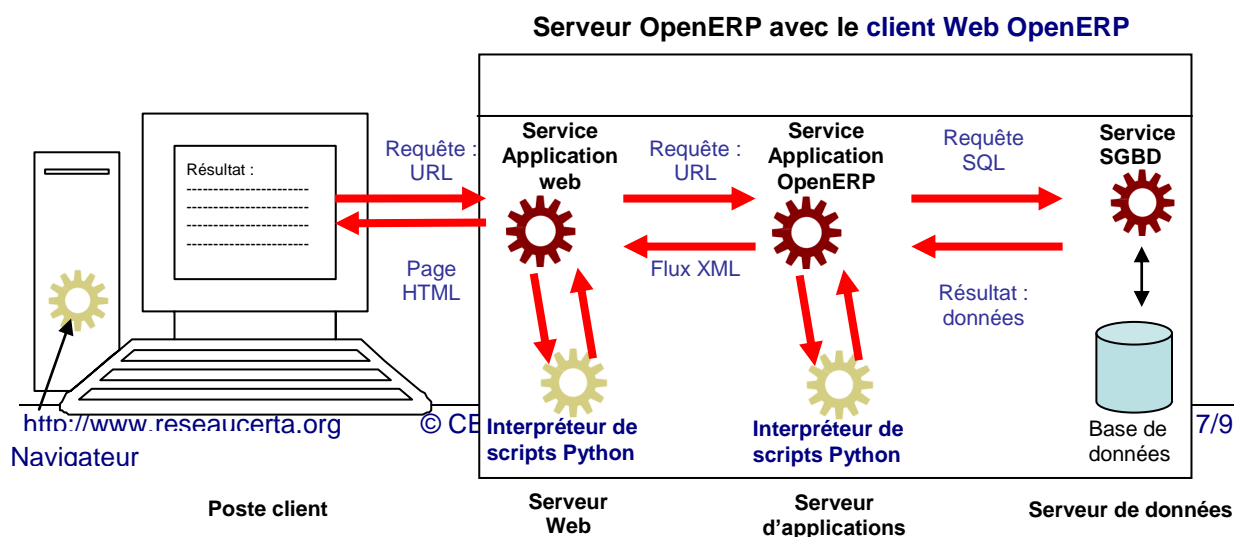 Serveur OpenERP avec le client Web OpenERP
Service
Application
web
Service
Application
OpenERP
Service
SGBD
Requête :
URL
Requête :
URL
Requête
SQL
Résultat :
Page
HTML
Flux XML
Résultat :
données
http://www.reseaucerta.org
© CE
7/9
Navigateur
Interpréteur de
scripts Python
Interpréteur de
scripts Python
Base de
données
Poste client
Serveur
Web
Serveur
d'applications
Serveur de données